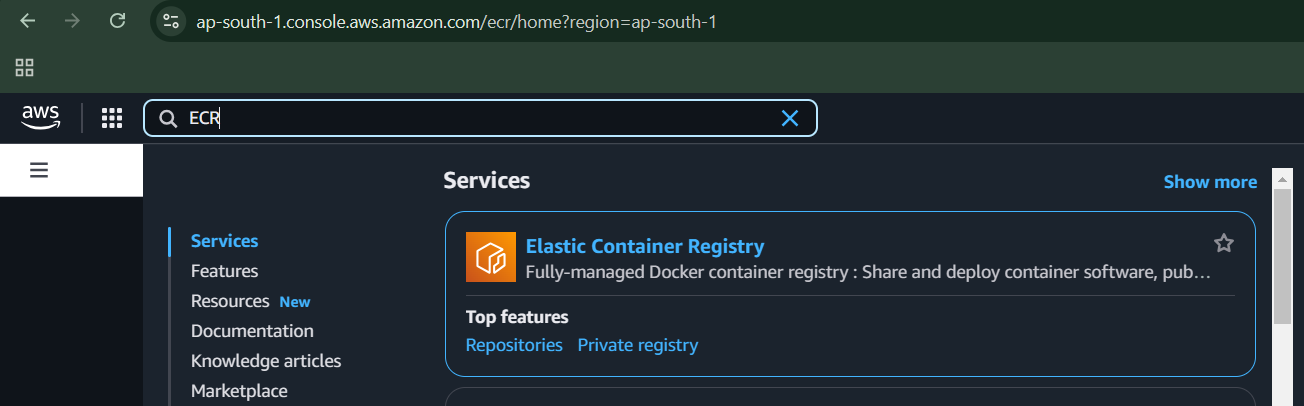 ap-south-1.console.aws.amazon.com/ecr/home?region=ap-south-1
aws
ECR
Services
Show more
Services
Features
Resources New
Documentation
Knowledge articles
Marketplace
Elastic Container Registry
Fully-managed Docker container registry : Share and deploy container software, pub...
Top features
Repositories Private registry